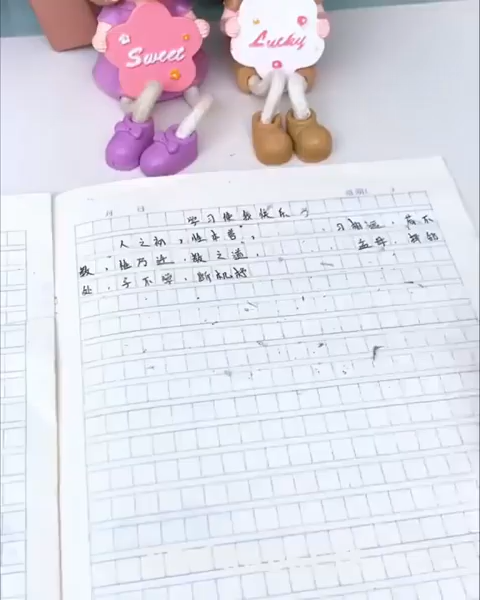 Sweet
Lucky
月 日
星期
学习使我快乐
人之初，性本善， 习相远，苟不
教，性乃迁，教之道， 孟母，择邻
处，子不学，断机杼